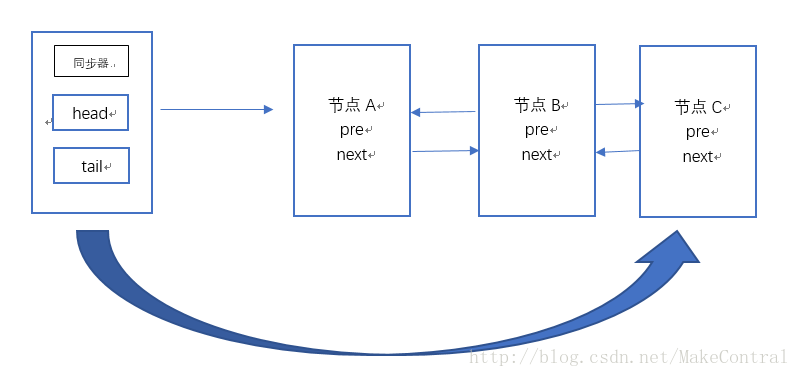 同步器
head
tail
节点 A
pre
next
节点 B
pre
next
节点 C
pre
next
http://blog.csdn.net/MakeContral